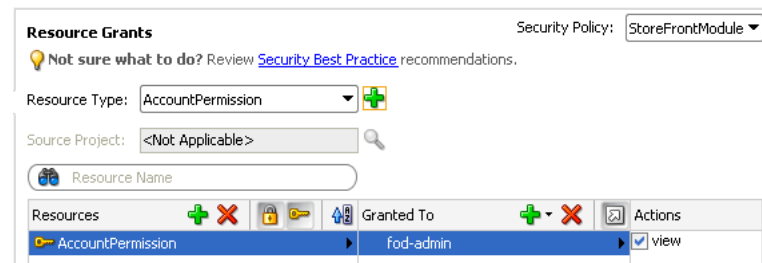 Resource Grants
Security Policy: StoreFrontModule
Not sure what to do? Review Security Best Practice recommendations.
Resource Type: AccountPermission
Source Project: <Not Applicable>
Resource Name
Resources Granted To Actions
AccountPermission fod-admin view